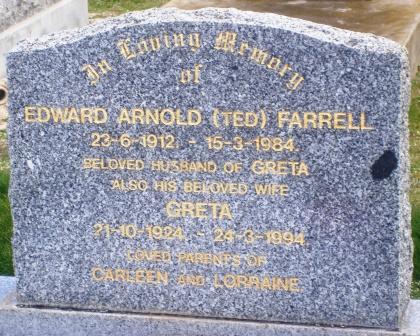 In Loving Memory
of
EDWARD ARNOLD (TED) FARRELL
23-6-1912. - 15-3-1984.
BELOVED HUSBAND OF GRETA
ALSO HIS BELOVED WIFE
GRETA
21-10-1924. - 24-3-1994.
LOVED PARENTS OF
CARLEEN AND LORRAINE.